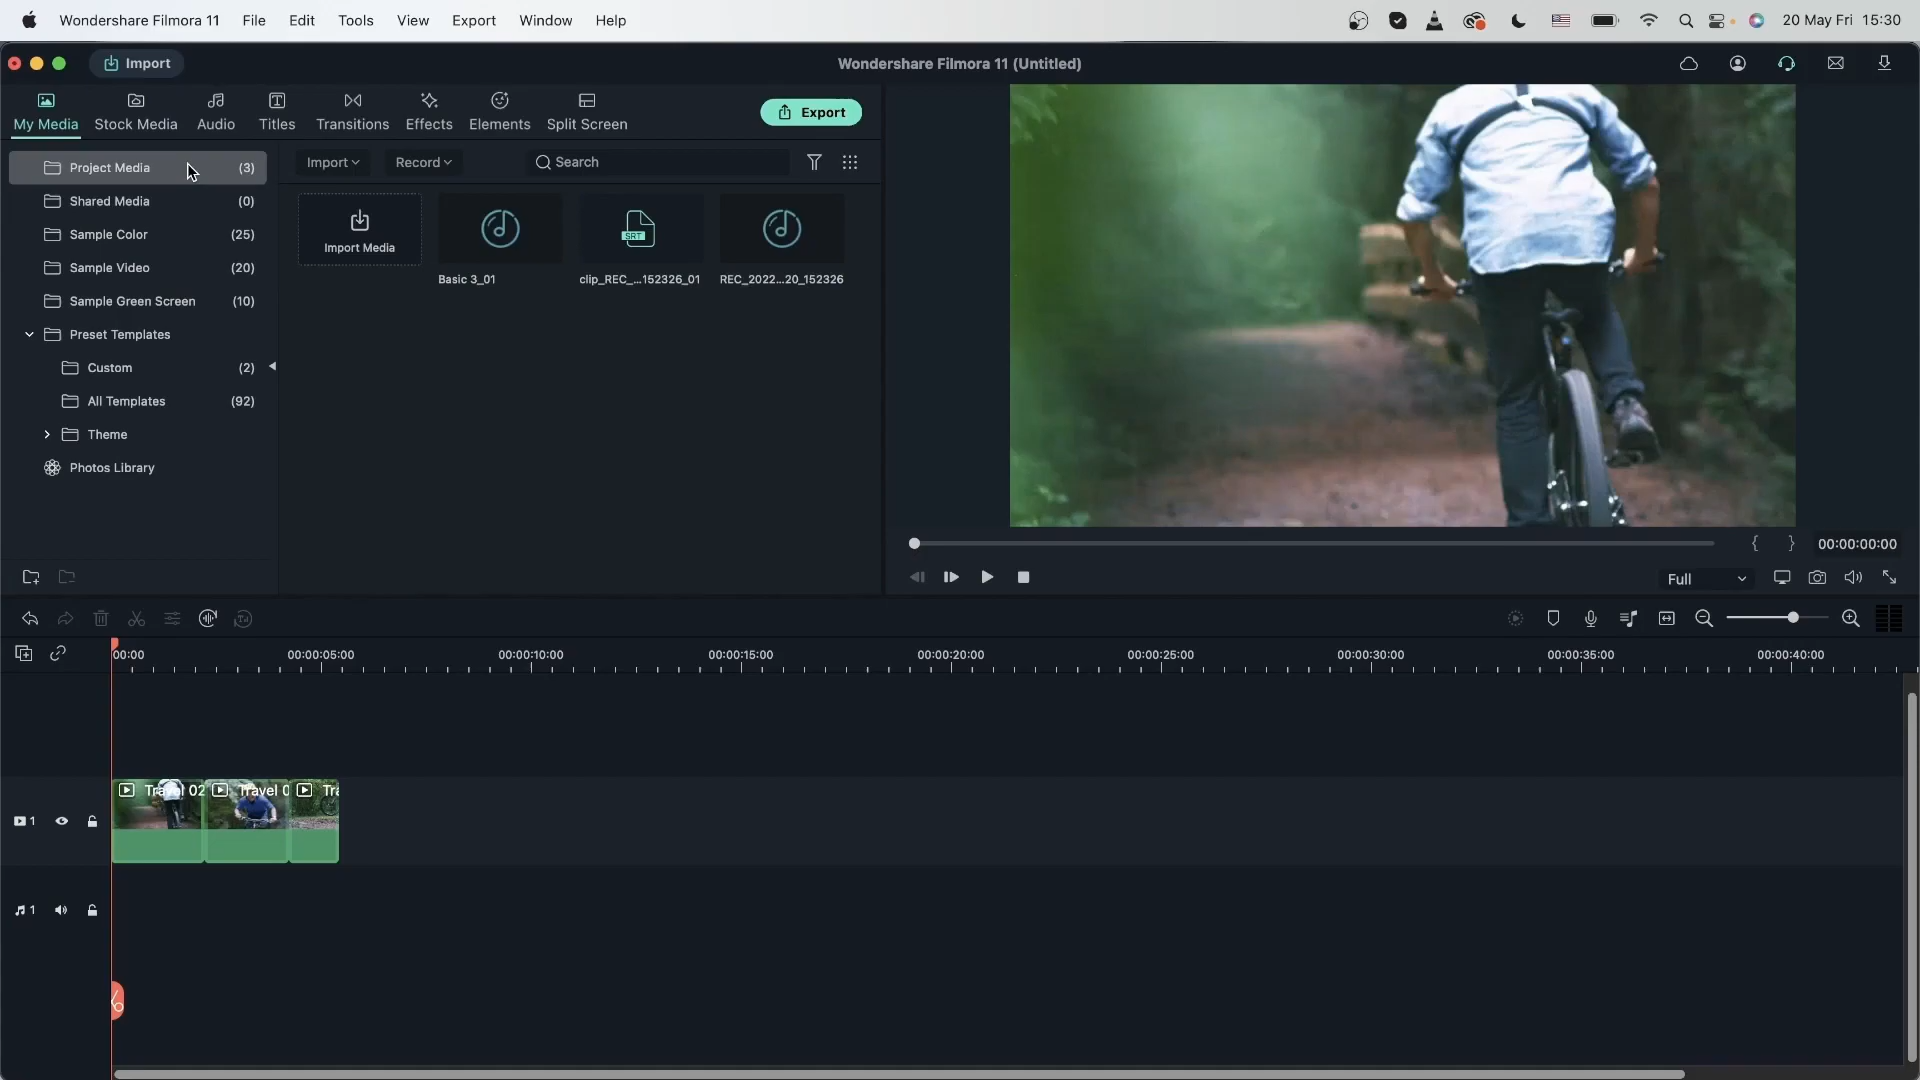 Wondershare Filmora 11 File Edit Tools View Export Window Help 20 May Fri 15:30
Import Wondershare Filmora 11 (Untitled)
My Media Stock Media Audio Titles Transitions Effects Elements Split Screen Export
Project Media (3)
Shared Media (0)
Sample Color (25)
Sample Video (20)
Sample Green Screen (10)
Preset Templates
Custom (2)
All Templates (92)
Theme
Photos Library
Import Record Search
Import Media
SRT
Basic 3_01 clip_REC_...152326_01 REC_2022...20_152326
{ } 00:00:00:00
Full
00:00 00:00:05:00 00:00:10:00 00:00:15:00 00:00:20:00 00:00:25:00 00:00:30:00 00:00:35:00 00:00:40:00
Travel 02 Travel 0 Tra
1
1